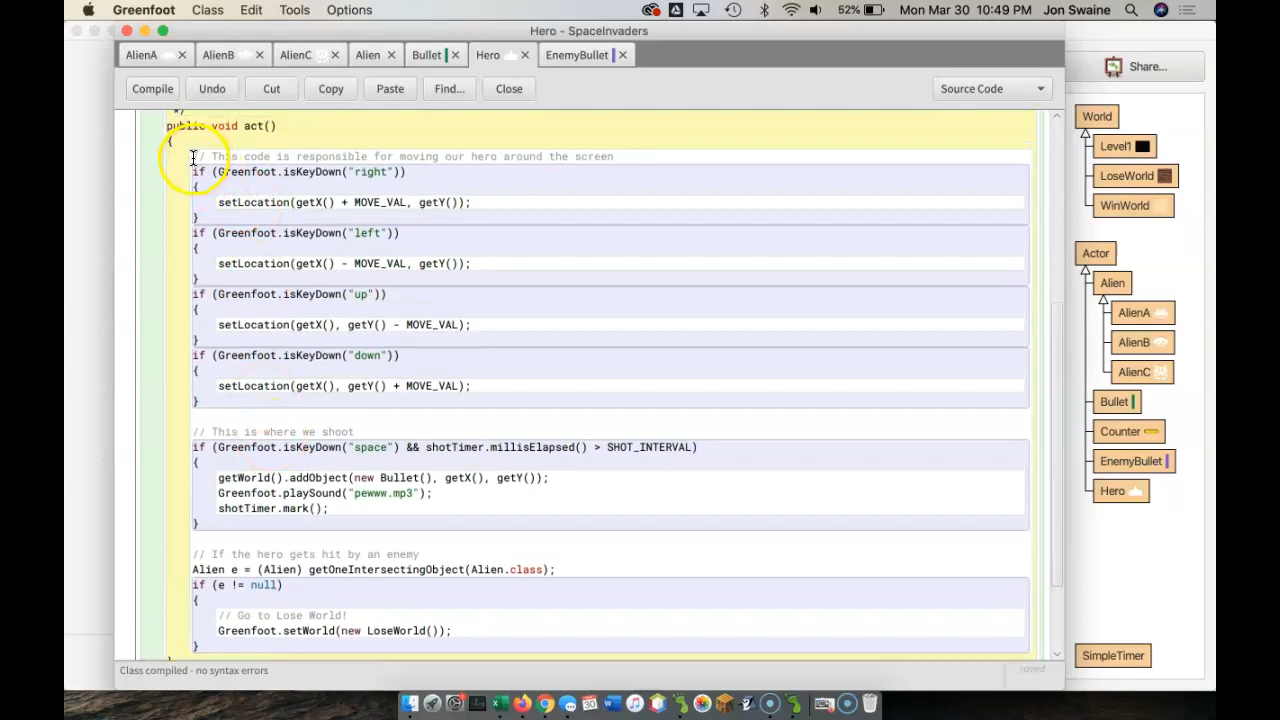 Greenfoot Class Edit Tools Options 52% Mon Mar 30 10:49 PM Jon Swaine
Hero - SpaceInvaders
AlienA AlienB AlienC Alien Bullet Hero EnemyBullet
Compile Undo Cut Copy Paste Find... Close Source Code
Share...
*/
public void act()
{
// This code is responsible for moving our hero around the screen
if (Greenfoot.isKeyDown("right"))
{
setLocation(getX() + MOVE_VAL, getY());
}
if (Greenfoot.isKeyDown("left"))
{
setLocation(getX() - MOVE_VAL, getY());
}
if (Greenfoot.isKeyDown("up"))
{
setLocation(getX(), getY() - MOVE_VAL);
}
if (Greenfoot.isKeyDown("down"))
{
setLocation(getX(), getY() + MOVE_VAL);
}
// This is where we shoot
if (Greenfoot.isKeyDown("space") && shotTimer.millisElapsed() > SHOT_INTERVAL)
{
getWorld().addObject(new Bullet(), getX(), getY());
Greenfoot.playSound("pewww.mp3");
shotTimer.mark();
}
// If the hero gets hit by an enemy
Alien e = (Alien) getOneIntersectingObject(Alien.class);
if (e != null)
{
// Go to Lose World!
Greenfoot.setWorld(new LoseWorld());
}
}
Class compiled - no syntax errors
saved
World
Level1
LoseWorld
WinWorld
Actor
Alien
AlienA
AlienB
AlienC
Bullet
Counter
EnemyBullet
Hero
SimpleTimer